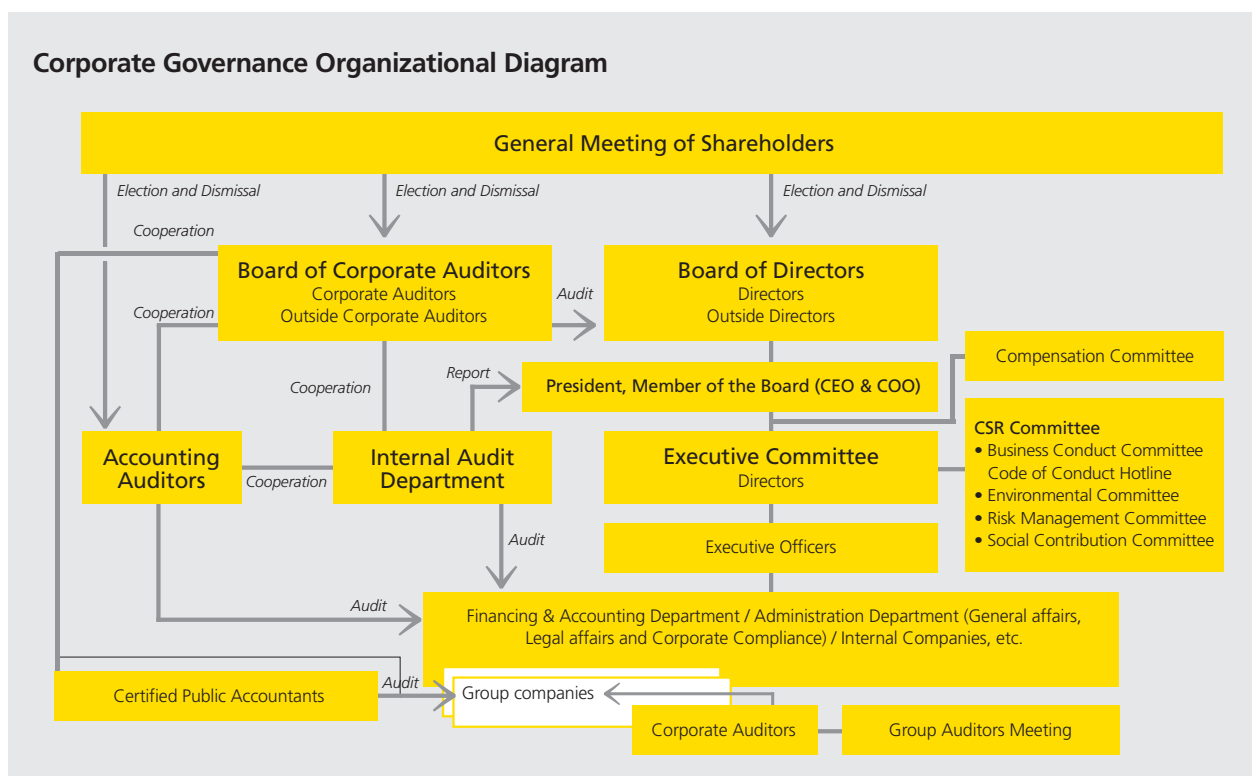 Corporate Governance Organizational Diagram
General Meeting of Shareholders
Election and Dismissal
Election and Dismissal
Election and Dismissal
Cooperation
Board of Corporate Auditors
Corporate Auditors
Outside Corporate Auditors
Audit
Board of Directors
Directors
Outside Directors
Cooperation
Compensation Committee
Cooperation
Report
President, Member of the Board (CEO & COO)
Accounting
Auditors
Cooperation
Internal Audit
Department
Executive Committee
Directors
CSR Committee
• Business Conduct Committee
Code of Conduct Hotline
• Environmental Committee
• Risk Management Committee
• Social Contribution Committee
Audit
Executive Officers
Audit
Financing & Accounting Department / Administration Department (General affairs,
Legal affairs and Corporate Compliance) / Internal Companies, etc.
Certified Public Accountants
Audit
Group companies
Corporate Auditors
Group Auditors Meeting